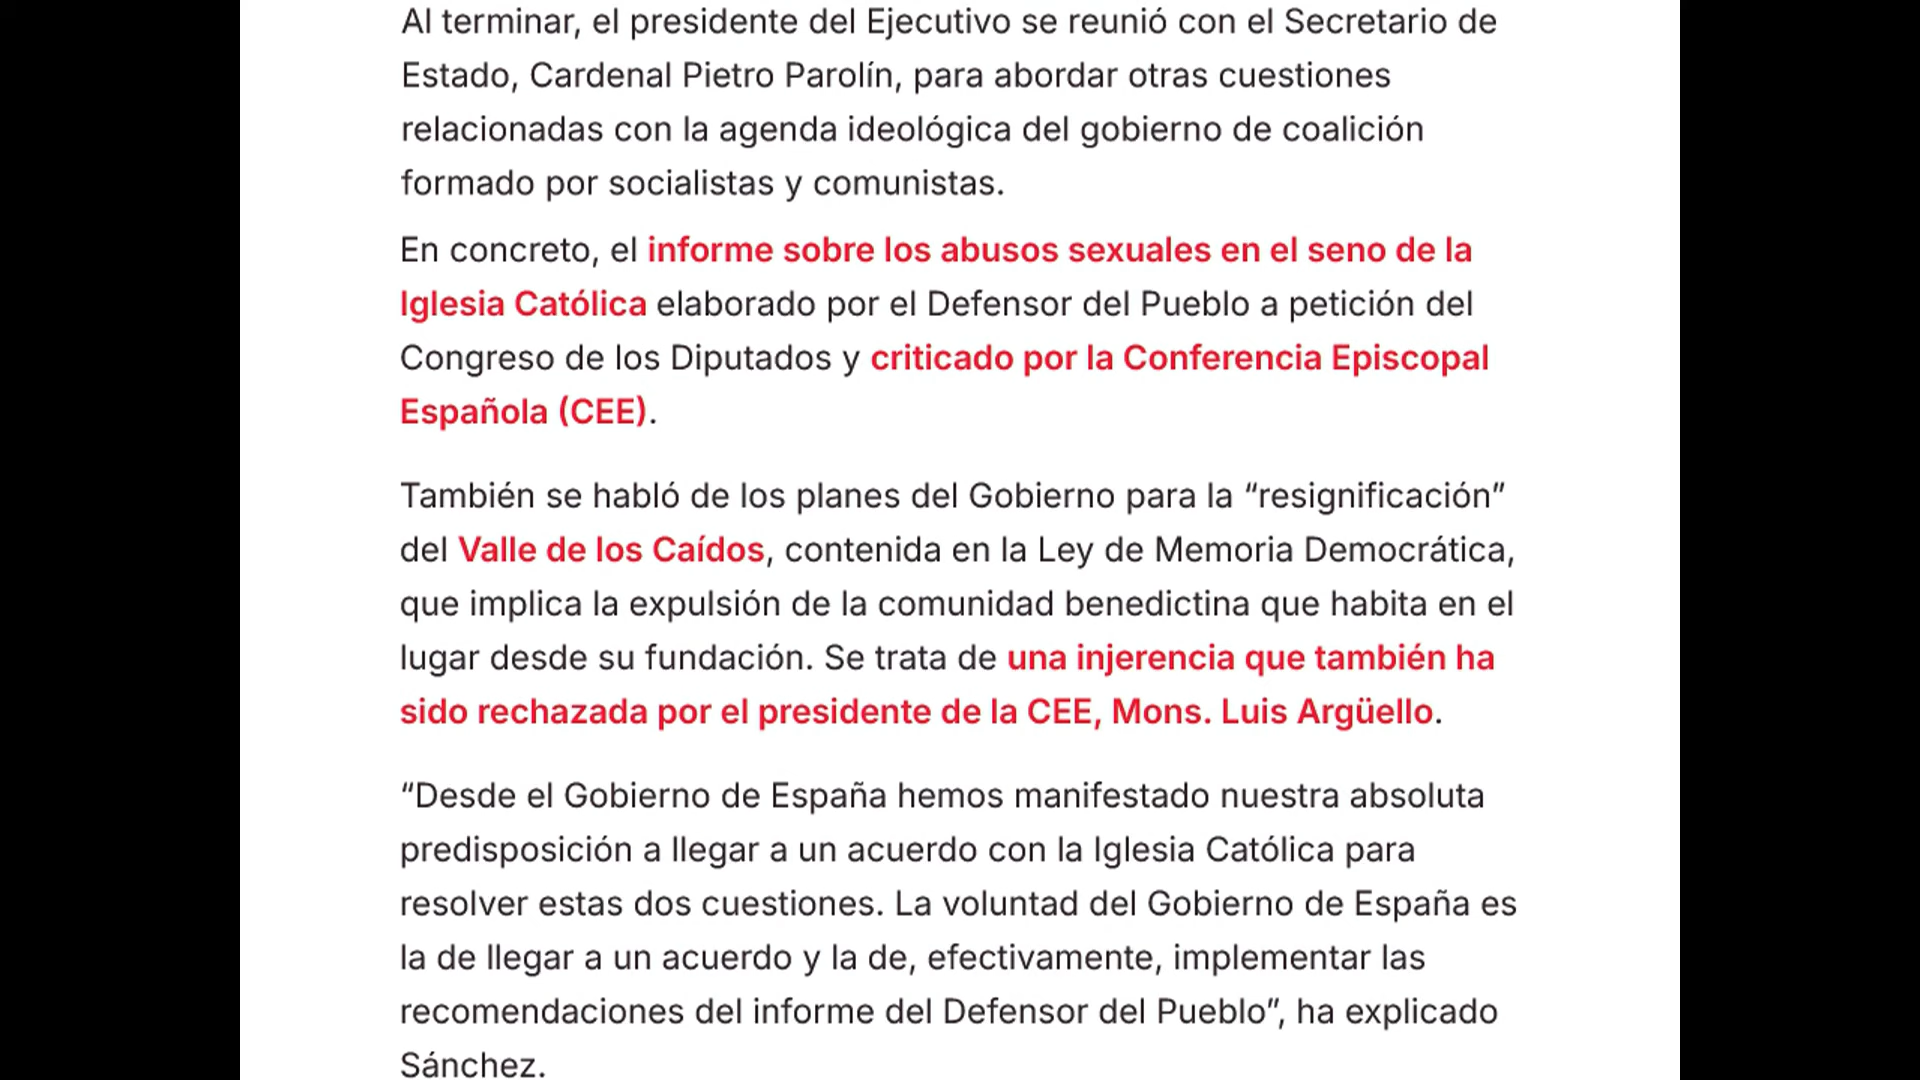 Al terminar, el presidente del Ejecutivo se reunió con el Secretario de
Estado, Cardenal Pietro Parolín, para abordar otras cuestiones
relacionadas con la agenda ideológica del gobierno de coalición
formado por socialistas y comunistas.
En concreto, el informe sobre los abusos sexuales en el seno de la
Iglesia Católica elaborado por el Defensor del Pueblo a petición del
Congreso de los Diputados y criticado por la Conferencia Episcopal
Española (CEE).
También se habló de los planes del Gobierno para la “resignificación”
del Valle de los Caídos, contenida en la Ley de Memoria Democrática,
que implica la expulsión de la comunidad benedictina que habita en el
lugar desde su fundación. Se trata de una injerencia que también ha
sido rechazada por el presidente de la CEE, Mons. Luis Argüello.
“Desde el Gobierno de España hemos manifestado nuestra absoluta
predisposición a llegar a un acuerdo con la Iglesia Católica para
resolver estas dos cuestiones. La voluntad del Gobierno de España es
la de llegar a un acuerdo y la de, efectivamente, implementar las
recomendaciones del informe del Defensor del Pueblo”, ha explicado
Sánchez.